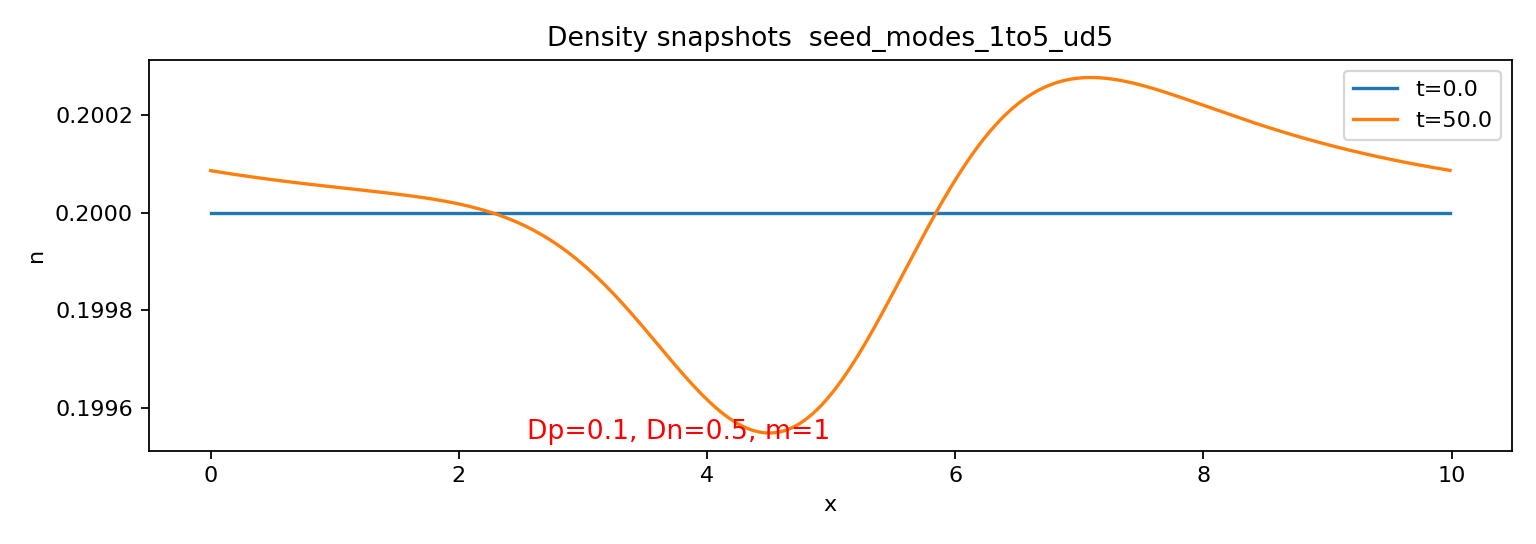 Density snapshots  seed_modes_1to5_ud5
t=0.0
t=50.0
0.2002
0.2000
0.1998
0.1996
n
Dp=0.1, Dn=0.5, m=1
0 2 4 6 8 10
x